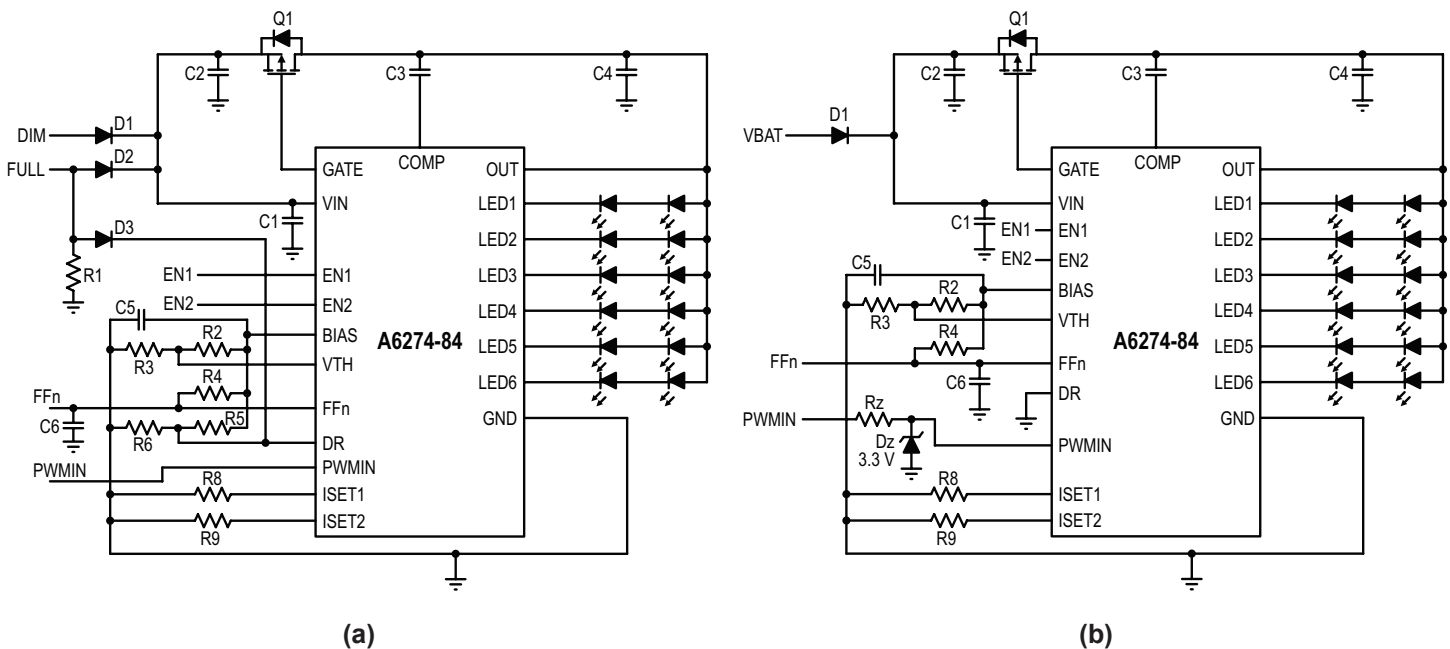 Q1
C2
C3
C4
DIM
D1
FULL
D2
D3
R1
C1
GATE
VIN
COMP
OUT
LED1
LED2
LED3
LED4
LED5
LED6
GND
EN1
EN1
EN2
EN2
C5
R2
BIAS
A6274-84
R3
VTH
R4
FFn
FFn
C6
R6
R5
DR
PWMIN
PWMIN
R8
ISET1
ISET2
R9
(a)
Q1
C2
C3
C4
VBAT
D1
C1
GATE
VIN
COMP
OUT
LED1
LED2
LED3
LED4
LED5
LED6
GND
EN1
EN1
EN2
EN2
C5
R2
BIAS
A6274-84
R3
VTH
R4
FFn
FFn
C6
DR
PWMIN
Rz
Dz
3.3 V
PWMIN
R8
ISET1
ISET2
R9
(b)